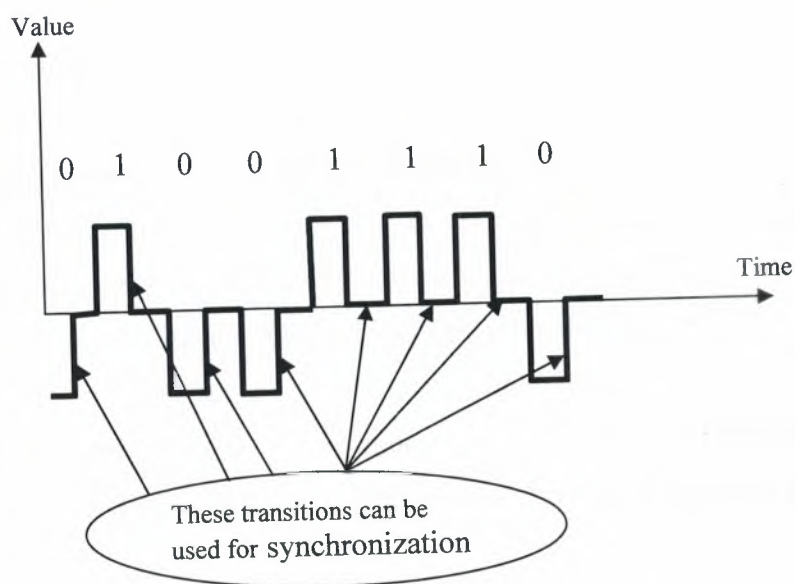 Value
0 1 0 0 1 1 1 0
Time
These transitions can be
used for synchronization